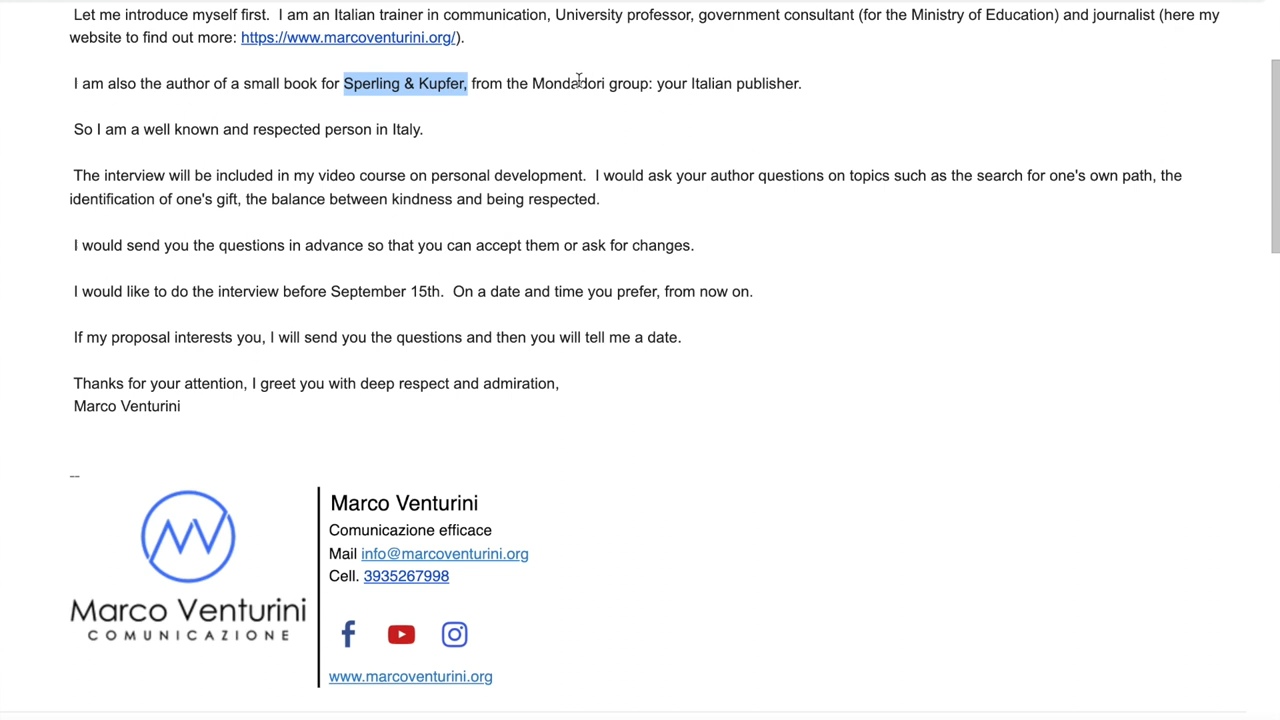 Let me introduce myself first.  I am an Italian trainer in communication, University professor, government consultant (for the Ministry of Education) and journalist (here my
website to find out more: https://www.marcoventurini.org/).
I am also the author of a small book for Sperling & Kupfer, from the Mondadori group: your Italian publisher.
So I am a well known and respected person in Italy.
The interview will be included in my video course on personal development.  I would ask your author questions on topics such as the search for one's own path, the
identification of one's gift, the balance between kindness and being respected.
I would send you the questions in advance so that you can accept them or ask for changes.
I would like to do the interview before September 15th.  On a date and time you prefer, from now on.
If my proposal interests you, I will send you the questions and then you will tell me a date.
Thanks for your attention, I greet you with deep respect and admiration,
Marco Venturini
--
Marco Venturini
COMUNICAZIONE
Marco Venturini
Comunicazione efficace
Mail info@marcoventurini.org
Cell. 3935267998
www.marcoventurini.org